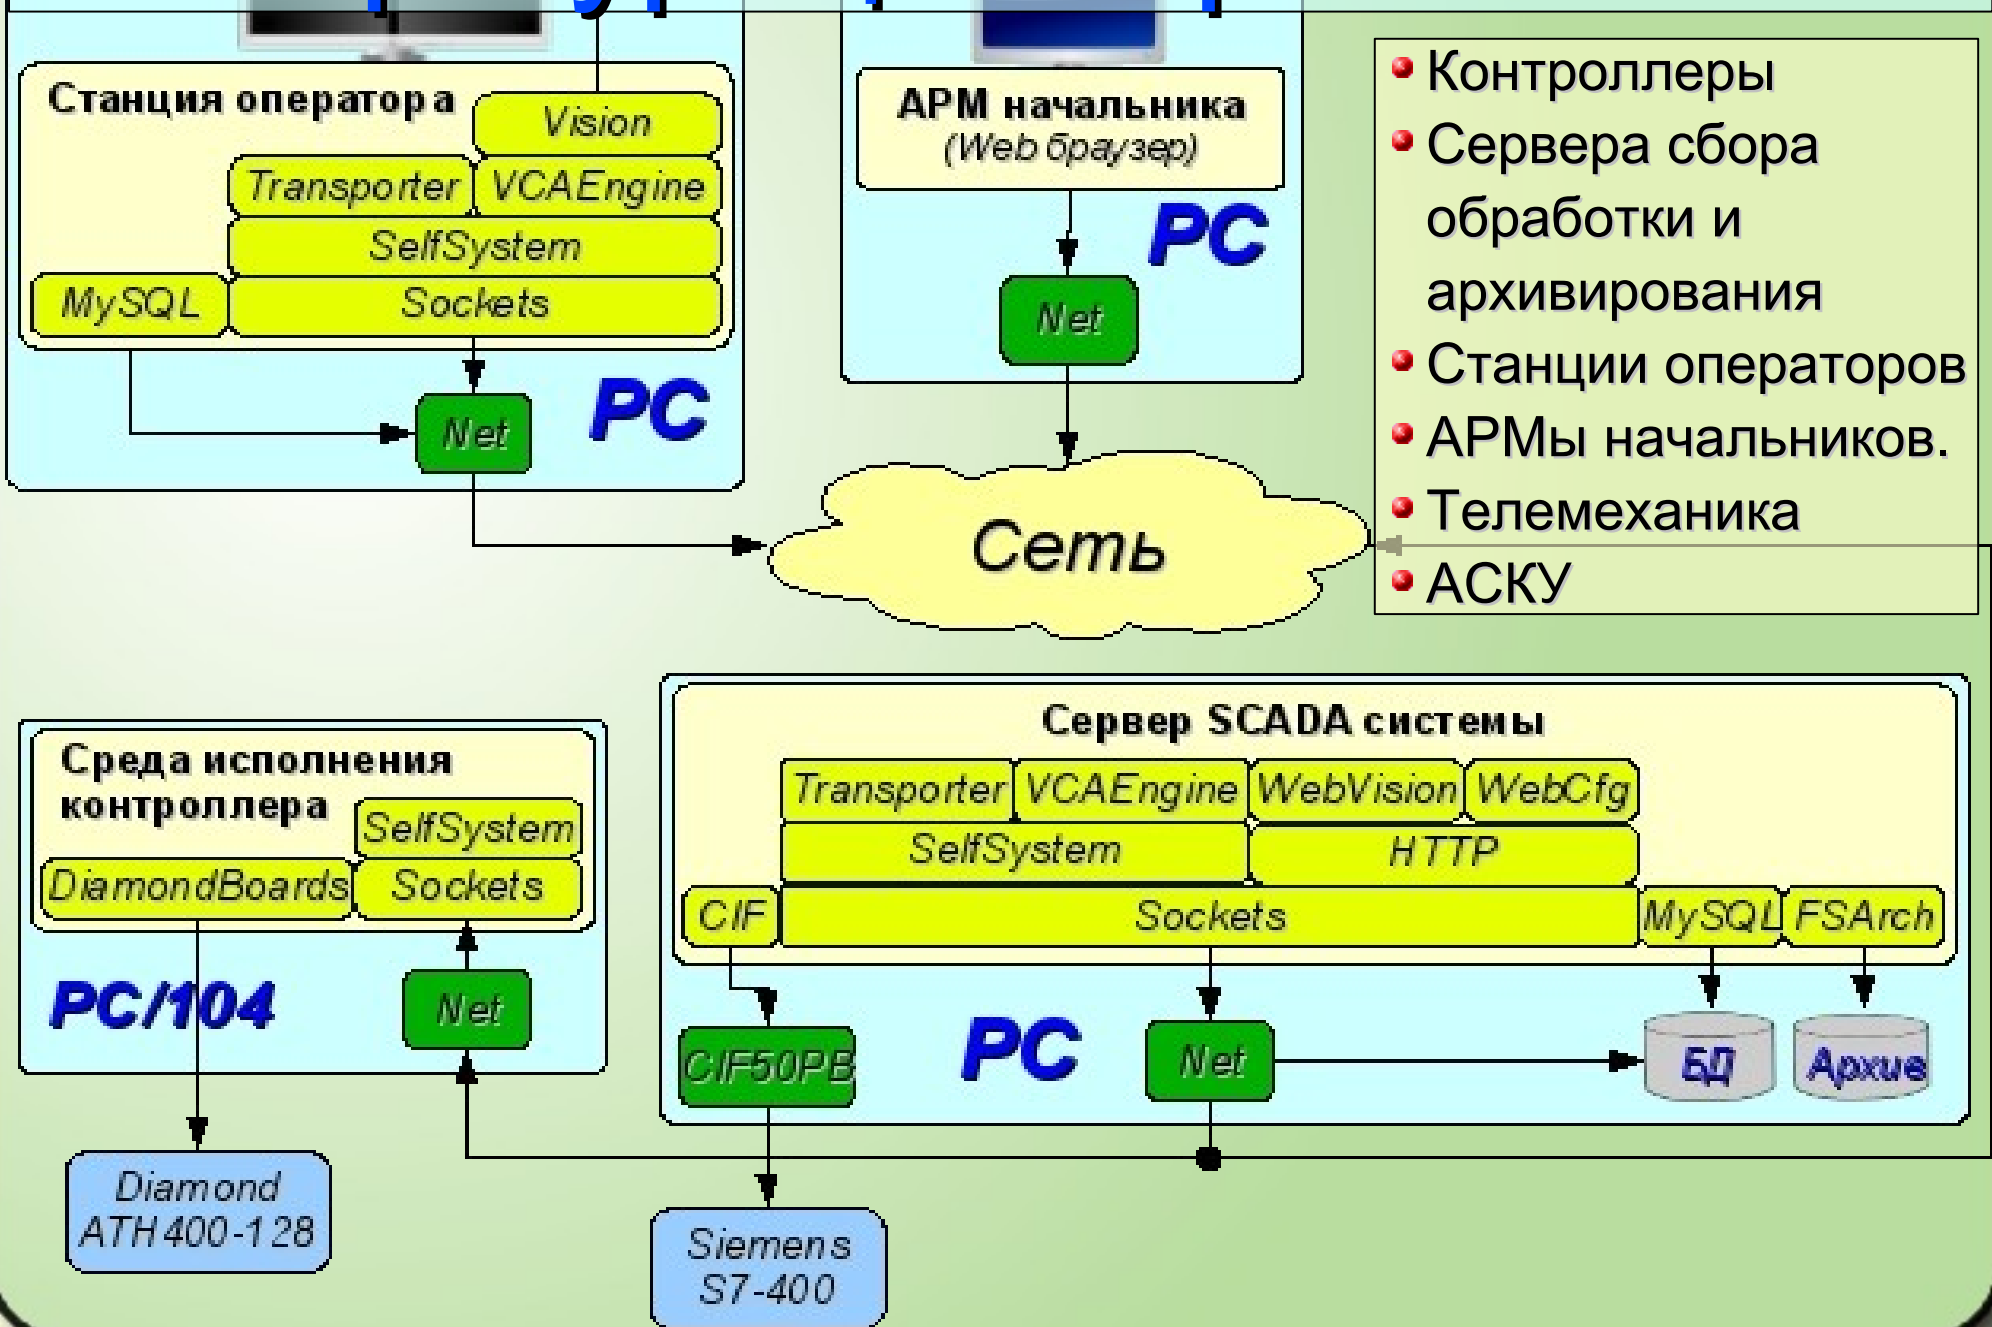 Станция оператора
Vision
Transporter
VCAEngine
SelfSystem
MySQL
Sockets
Net
PC
АРМ начальника
(Web браузер)
PC
Net
Контроллеры
Сервера сбора
обработки и
архивирования
Станции операторов
АРМы начальников.
Телемеханика
АСКУ
Сеть
Среда исполнения
контроллера
SelfSystem
DiamondBoards
Sockets
PC/104
Net
Diamond
ATH400-128
Сервер SCADA системы
Transporter
VCAEngine
WebVision
WebCfg
SelfSystem
HTTP
CIF
Sockets
MySQL
FSArch
CIF50PB
PC
Net
БД
Архив
Siemens
S7-400